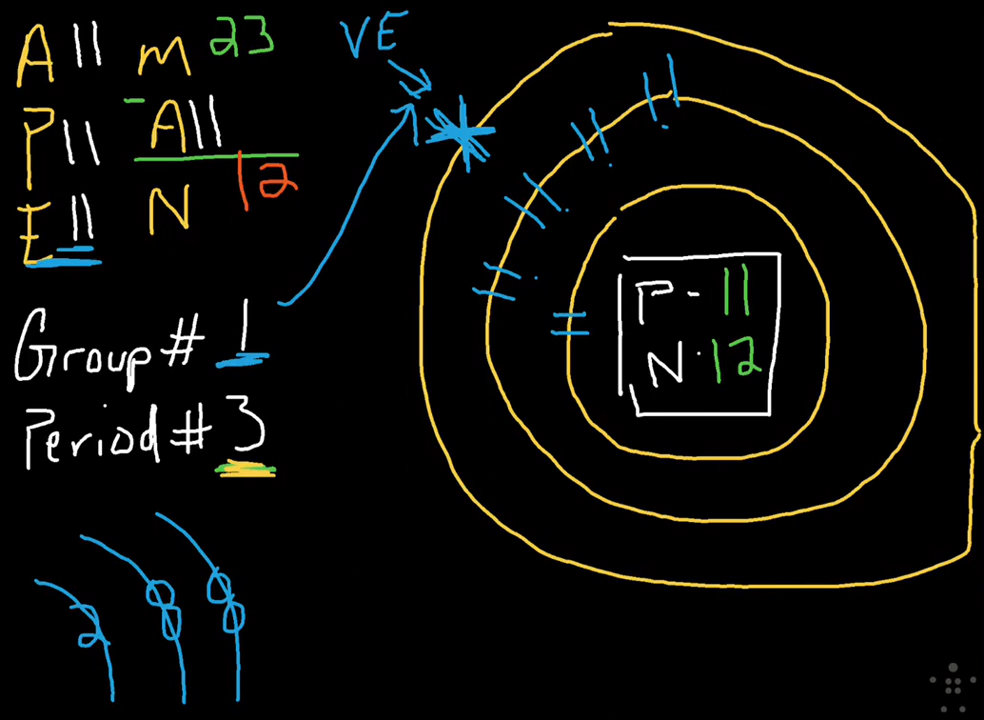 A 11 m 23
P 11 - A 11
E 11 N 12
Group # 1
Period # 3
2 8 8
VE
P - 11
N · 12